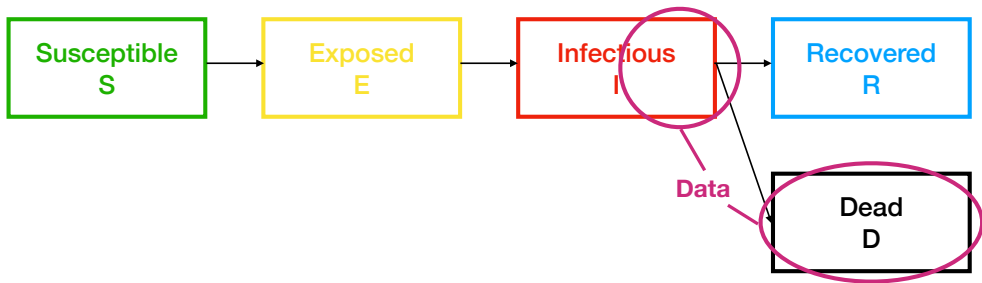 Susceptible
S
Exposed
E
Infectious
I
Recovered
R
Data
Dead
D